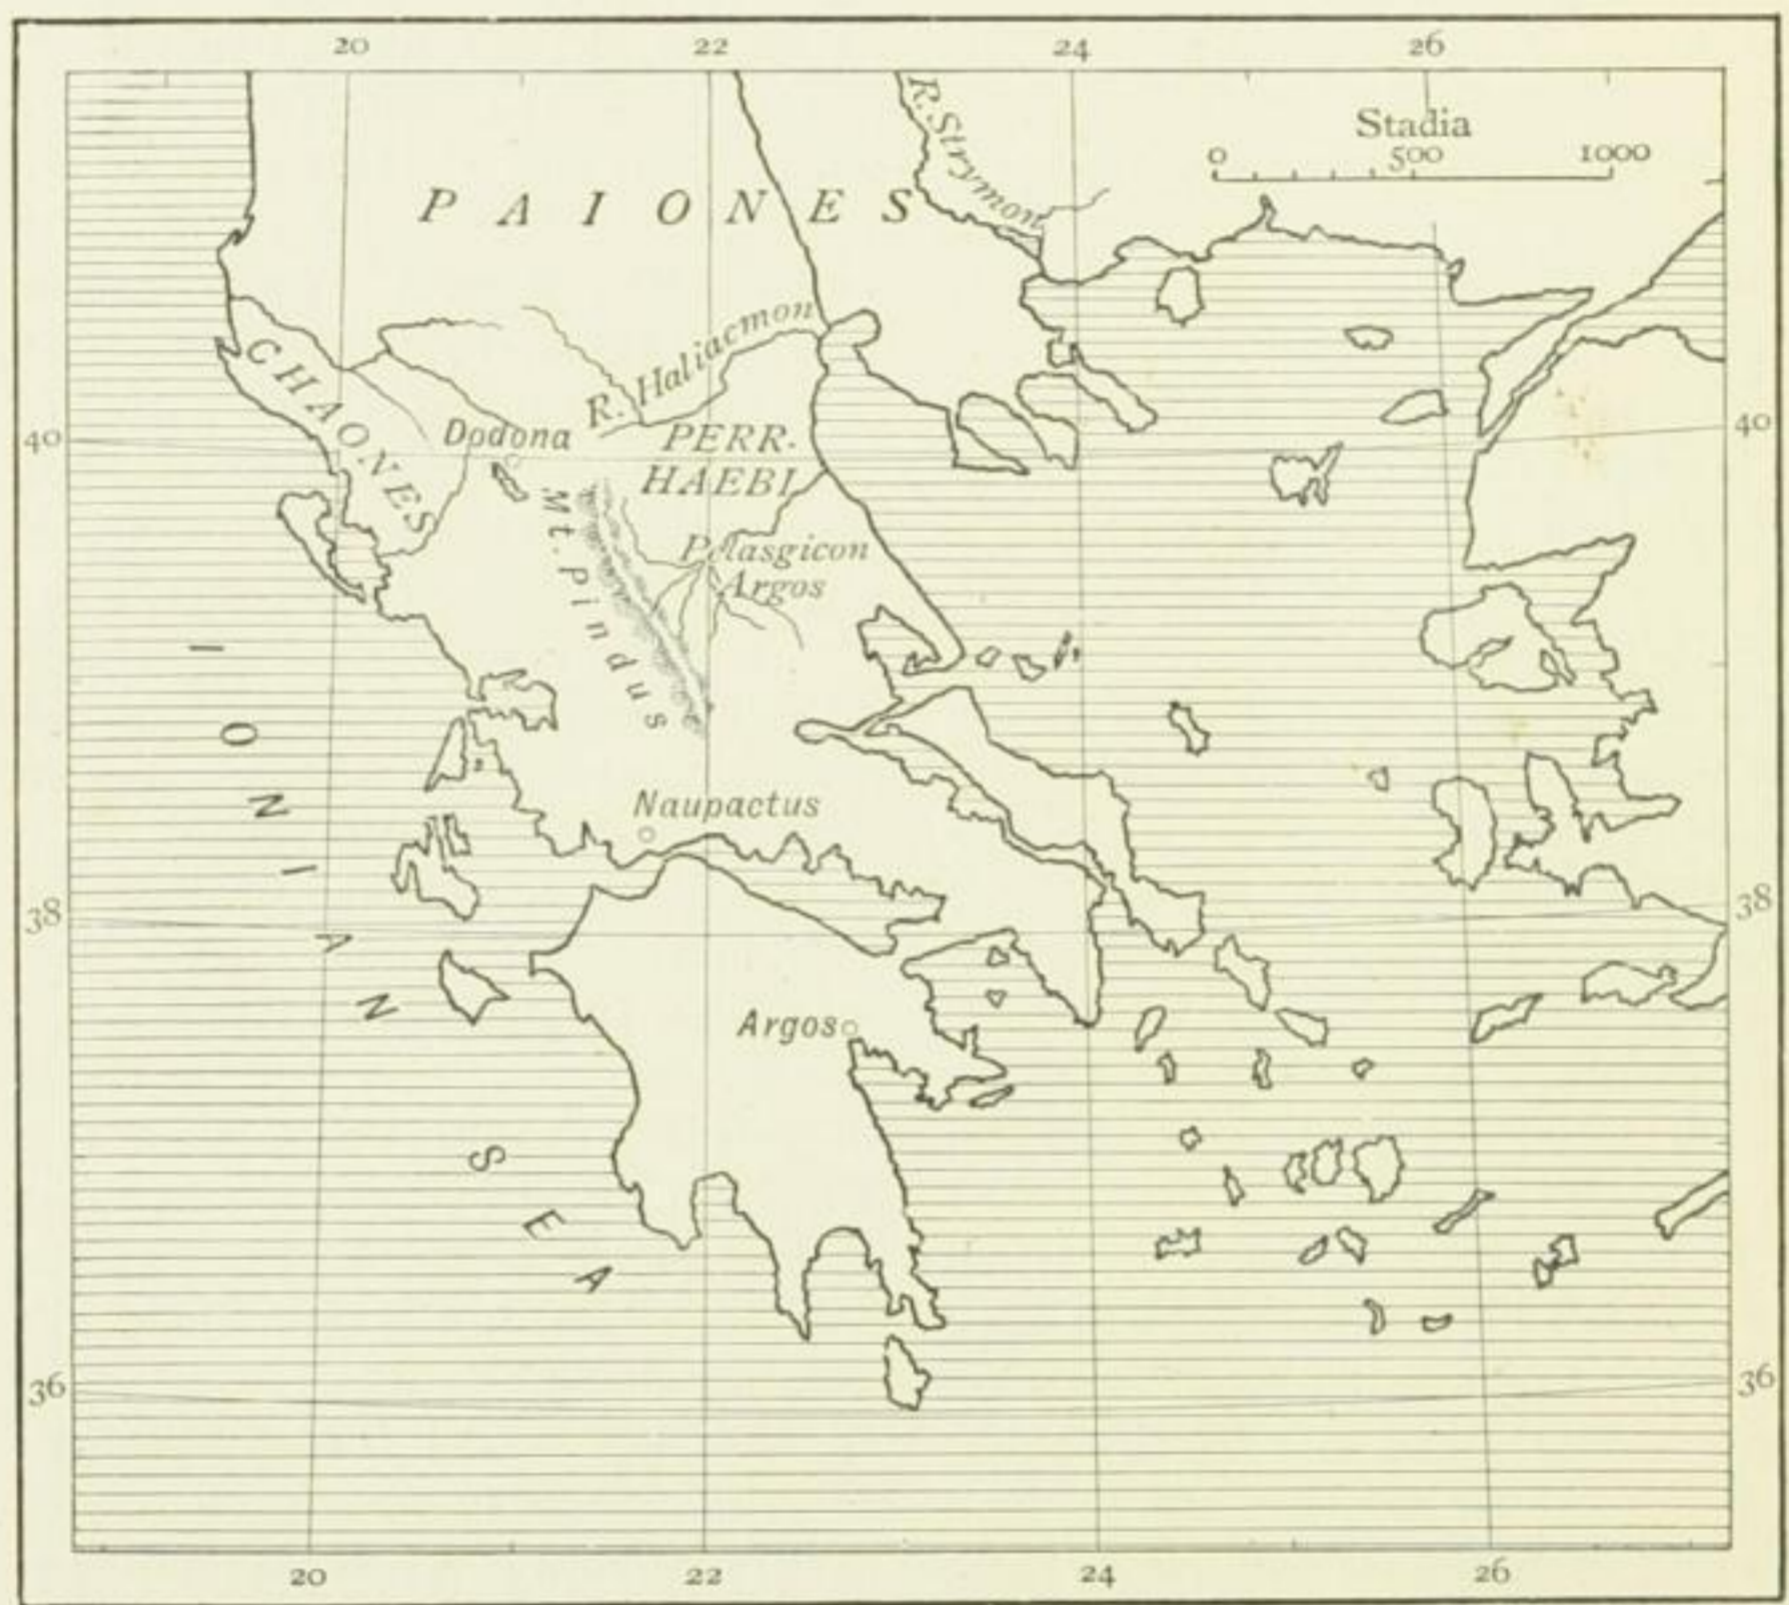 20 22 24 26
Stadia
0 500 1000
R. Strymon
PAIONES
R. Haliacmon
CHAONES
40 40
Dodona
PERR-
HAEBI
Mt. Pindus
Pelasgicon
Argos
IONIAN SEA
Naupactus
38 38
Argos
36 36
20 22 24 26